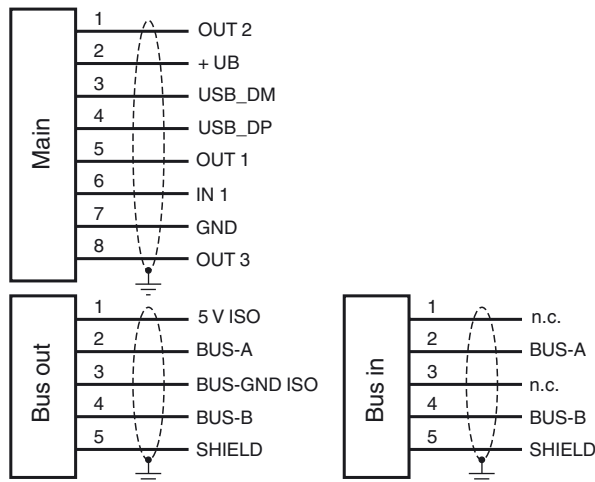 Main
1 OUT 2
2 + UB
3 USB_DM
4 USB_DP
5 OUT 1
6 IN 1
7 GND
8 OUT 3
Bus out
1 5 V ISO
2 BUS-A
3 BUS-GND ISO
4 BUS-B
5 SHIELD
Bus in
1 n.c.
2 BUS-A
3 n.c.
4 BUS-B
5 SHIELD